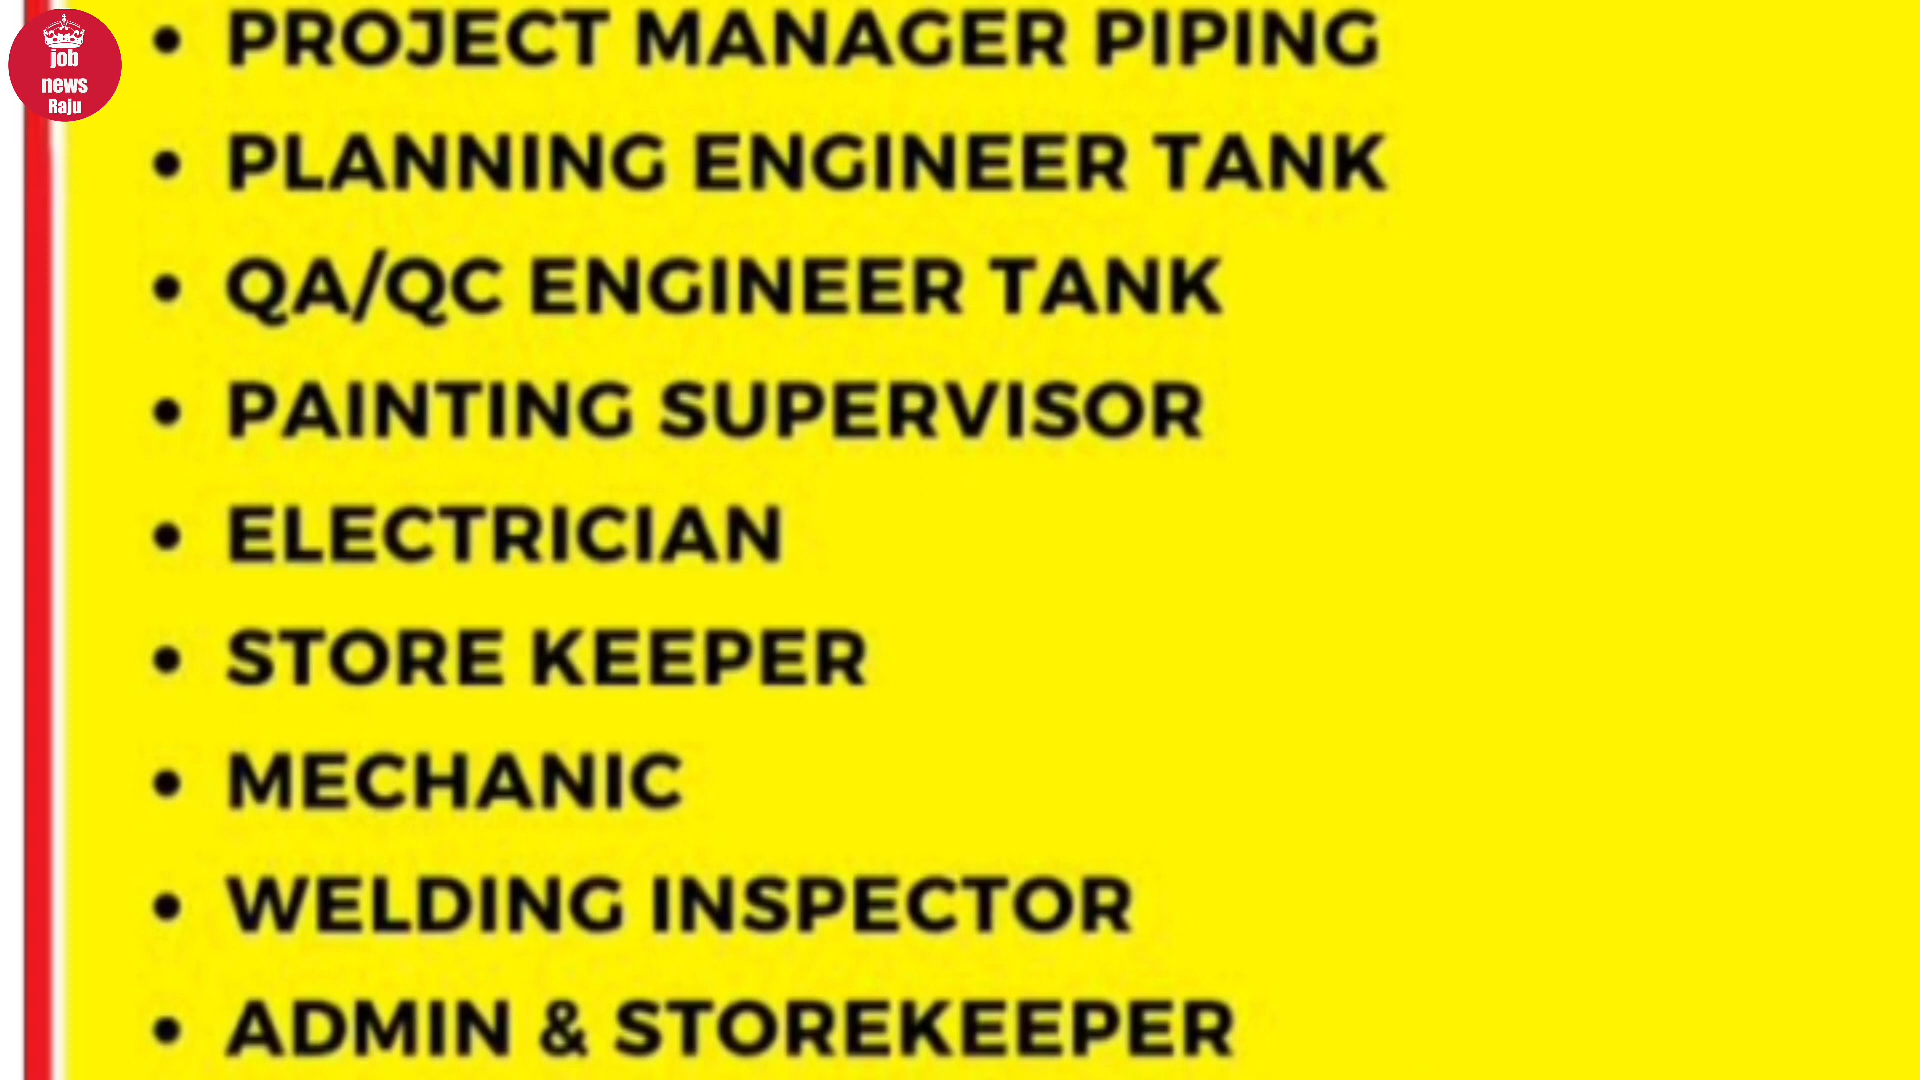 job
news
Raju
• PROJECT MANAGER PIPING
• PLANNING ENGINEER TANK
• QA/QC ENGINEER TANK
• PAINTING SUPERVISOR
• ELECTRICIAN
• STORE KEEPER
• MECHANIC
• WELDING INSPECTOR
• ADMIN & STOREKEEPER